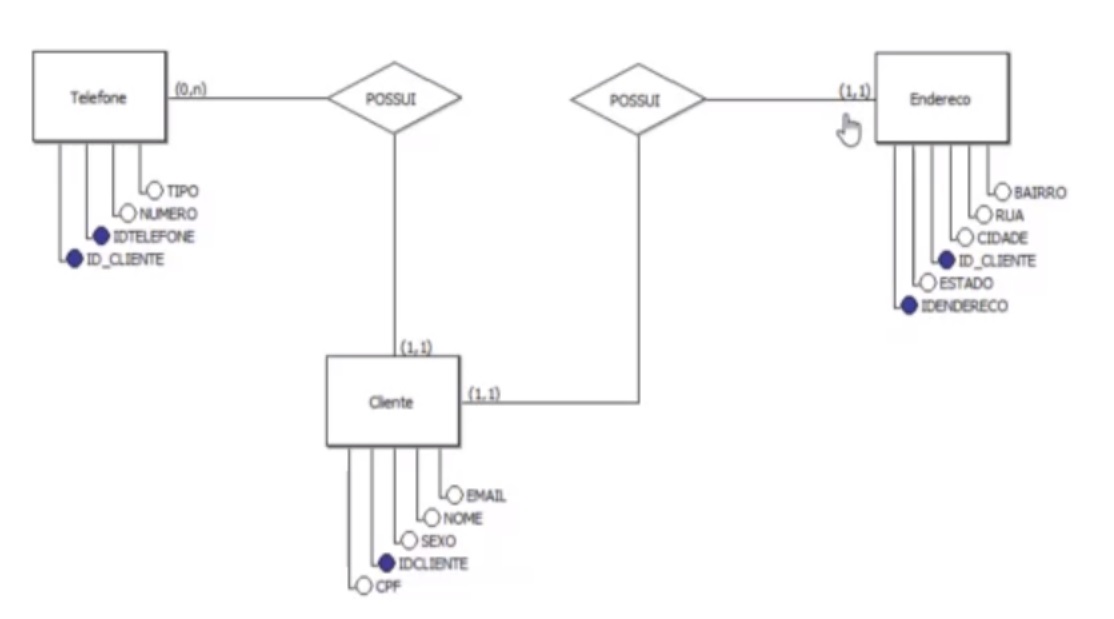 Telefone
(0,n)
POSSUI
POSSUI
(1,1)
Endereco
TIPO
NUMERO
IDTELEFONE
ID_CLIENTE
BAIRRO
RUA
CIDADE
ID_CLIENTE
ESTADO
IDENDERECO
(1,1)
Cliente
(1,1)
EMAIL
NOME
SEXO
IDCLIENTE
CPF